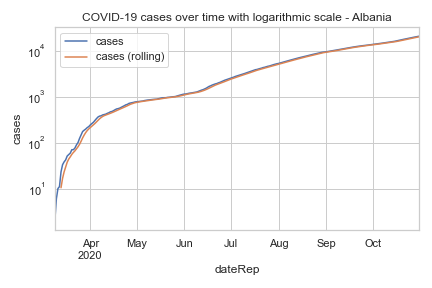 COVID-19 cases over time with logarithmic scale - Albania
cases
cases (rolling)
10^4
10^3
10^2
10^1
cases
Apr
2020
May
Jun
Jul
Aug
Sep
Oct
dateRep